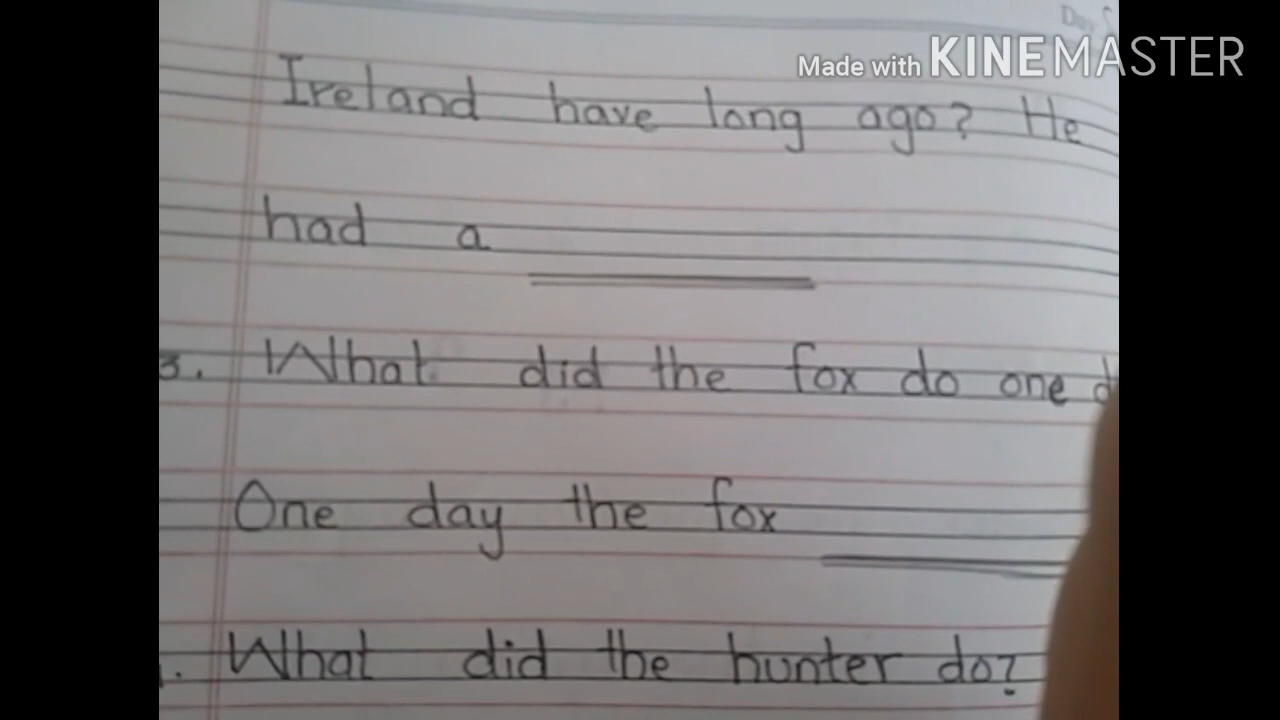 Made with KINEMASTER
Ireland have long ago? He
had a
3. What did the fox do one
One day the fox
What did the hunter do?